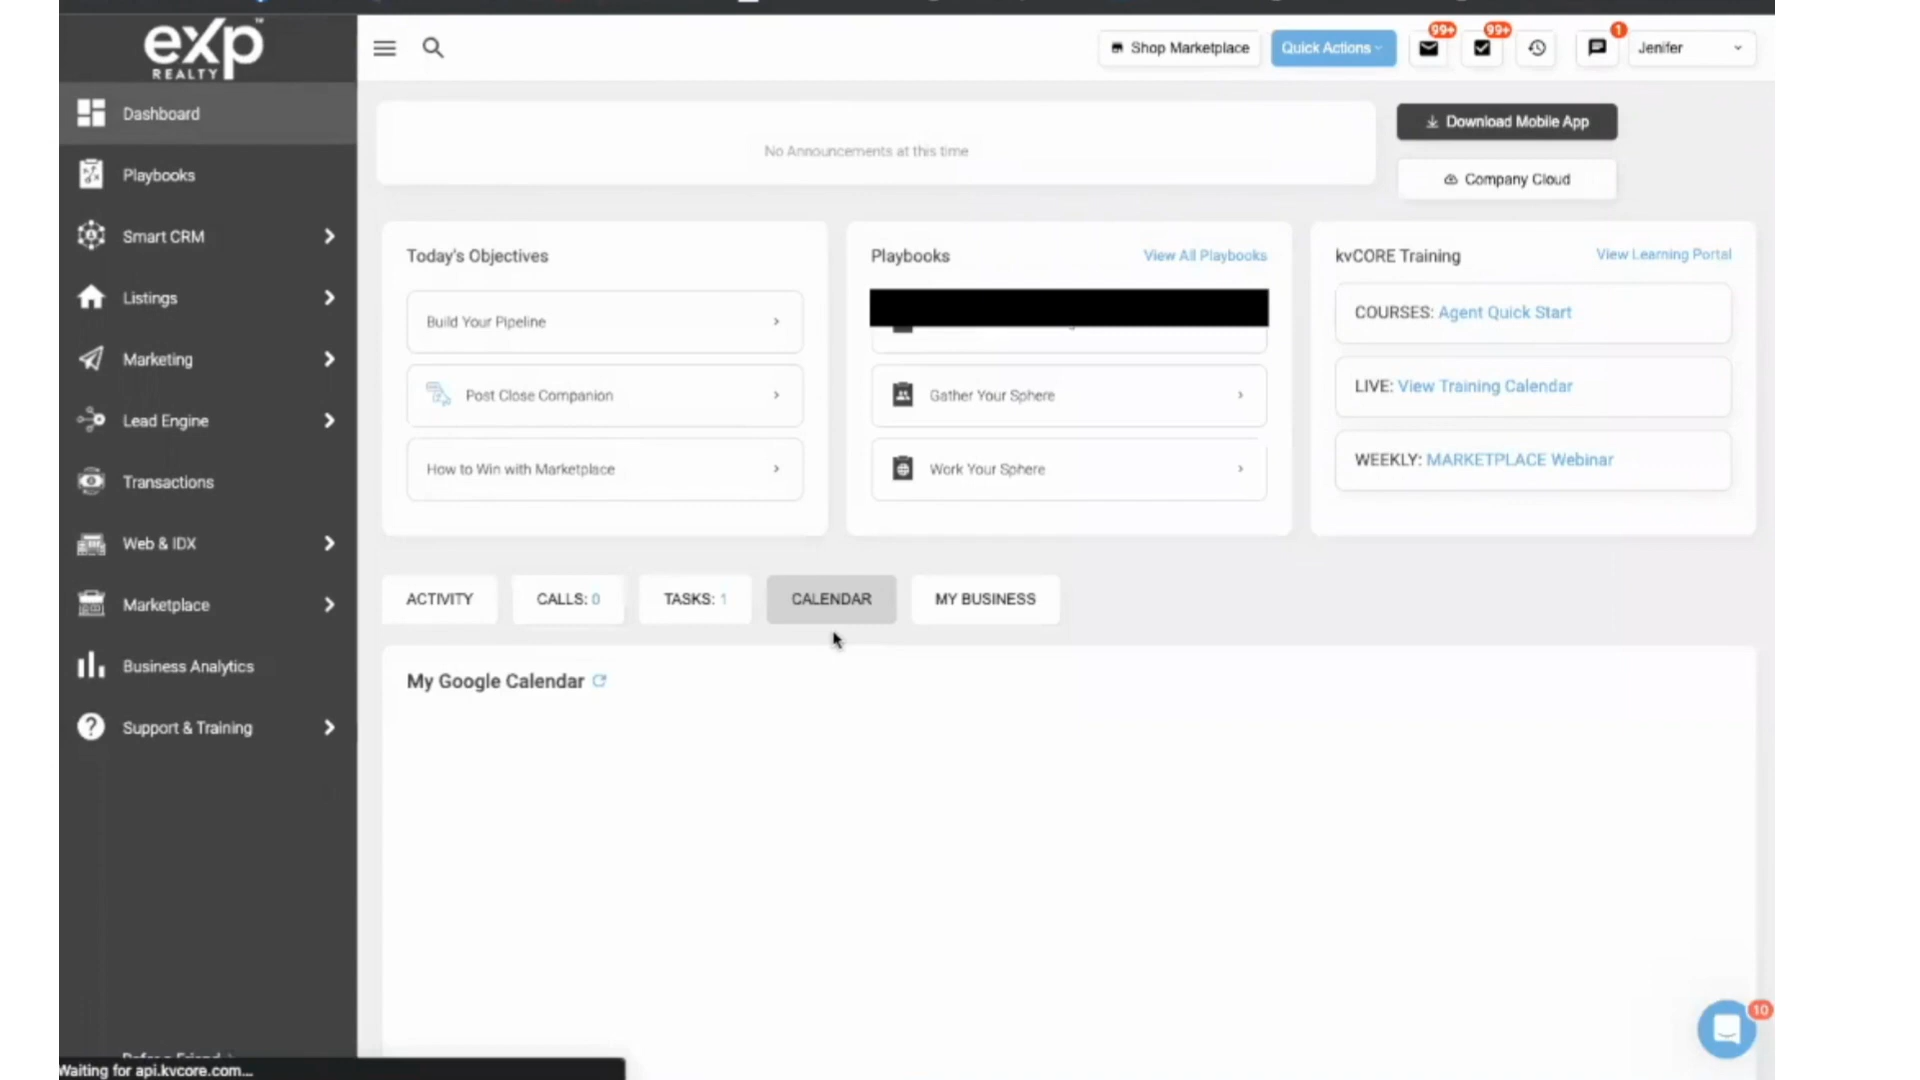 eXp
REALTY
Shop Marketplace
Quick Actions
99+
99+
1
Jenifer
Dashboard
Playbooks
Smart CRM
Listings
Marketing
Lead Engine
Transactions
Web & IDX
Marketplace
Business Analytics
Support & Training
No Announcements at this time
Download Mobile App
Company Cloud
Today's Objectives
Build Your Pipeline
Post Close Companion
How to Win with Marketplace
Playbooks
View All Playbooks
Gather Your Sphere
Work Your Sphere
kvCORE Training
View Learning Portal
COURSES: Agent Quick Start
LIVE: View Training Calendar
WEEKLY: MARKETPLACE Webinar
ACTIVITY
CALLS: 0
TASKS: 1
CALENDAR
MY BUSINESS
My Google Calendar
10
Refer a Friend
Waiting for api.kvcore.com...